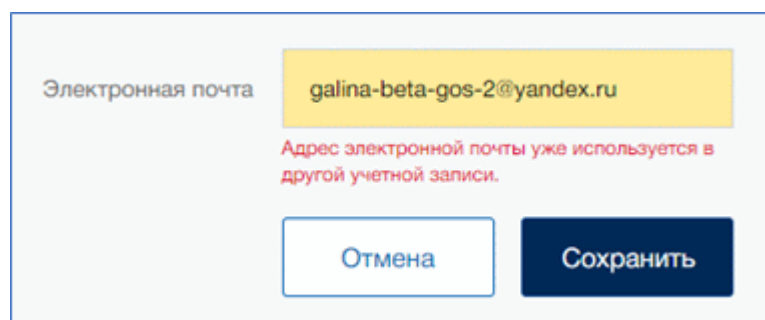 Электронная почта galina-beta-gos-2@yandex.ru
Адрес электронной почты уже используется в
другой учетной записи.
Отмена Сохранить